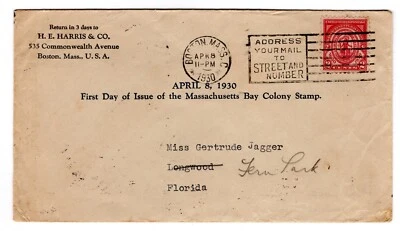 Return in 3 days to
H. E. HARRIS & CO.
535 Commonwealth Avenue
Boston, Mass., U. S. A.
BOSTON, MASS.
APR 8
11-PM
1930
ADDRESS
YOUR MAIL
TO
STREET AND
NUMBER
APRIL 8, 1930
First Day of Issue of the Massachusetts Bay Colony Stamp.
Miss Gertrude Jagger
Longwood Fern Park
Florida